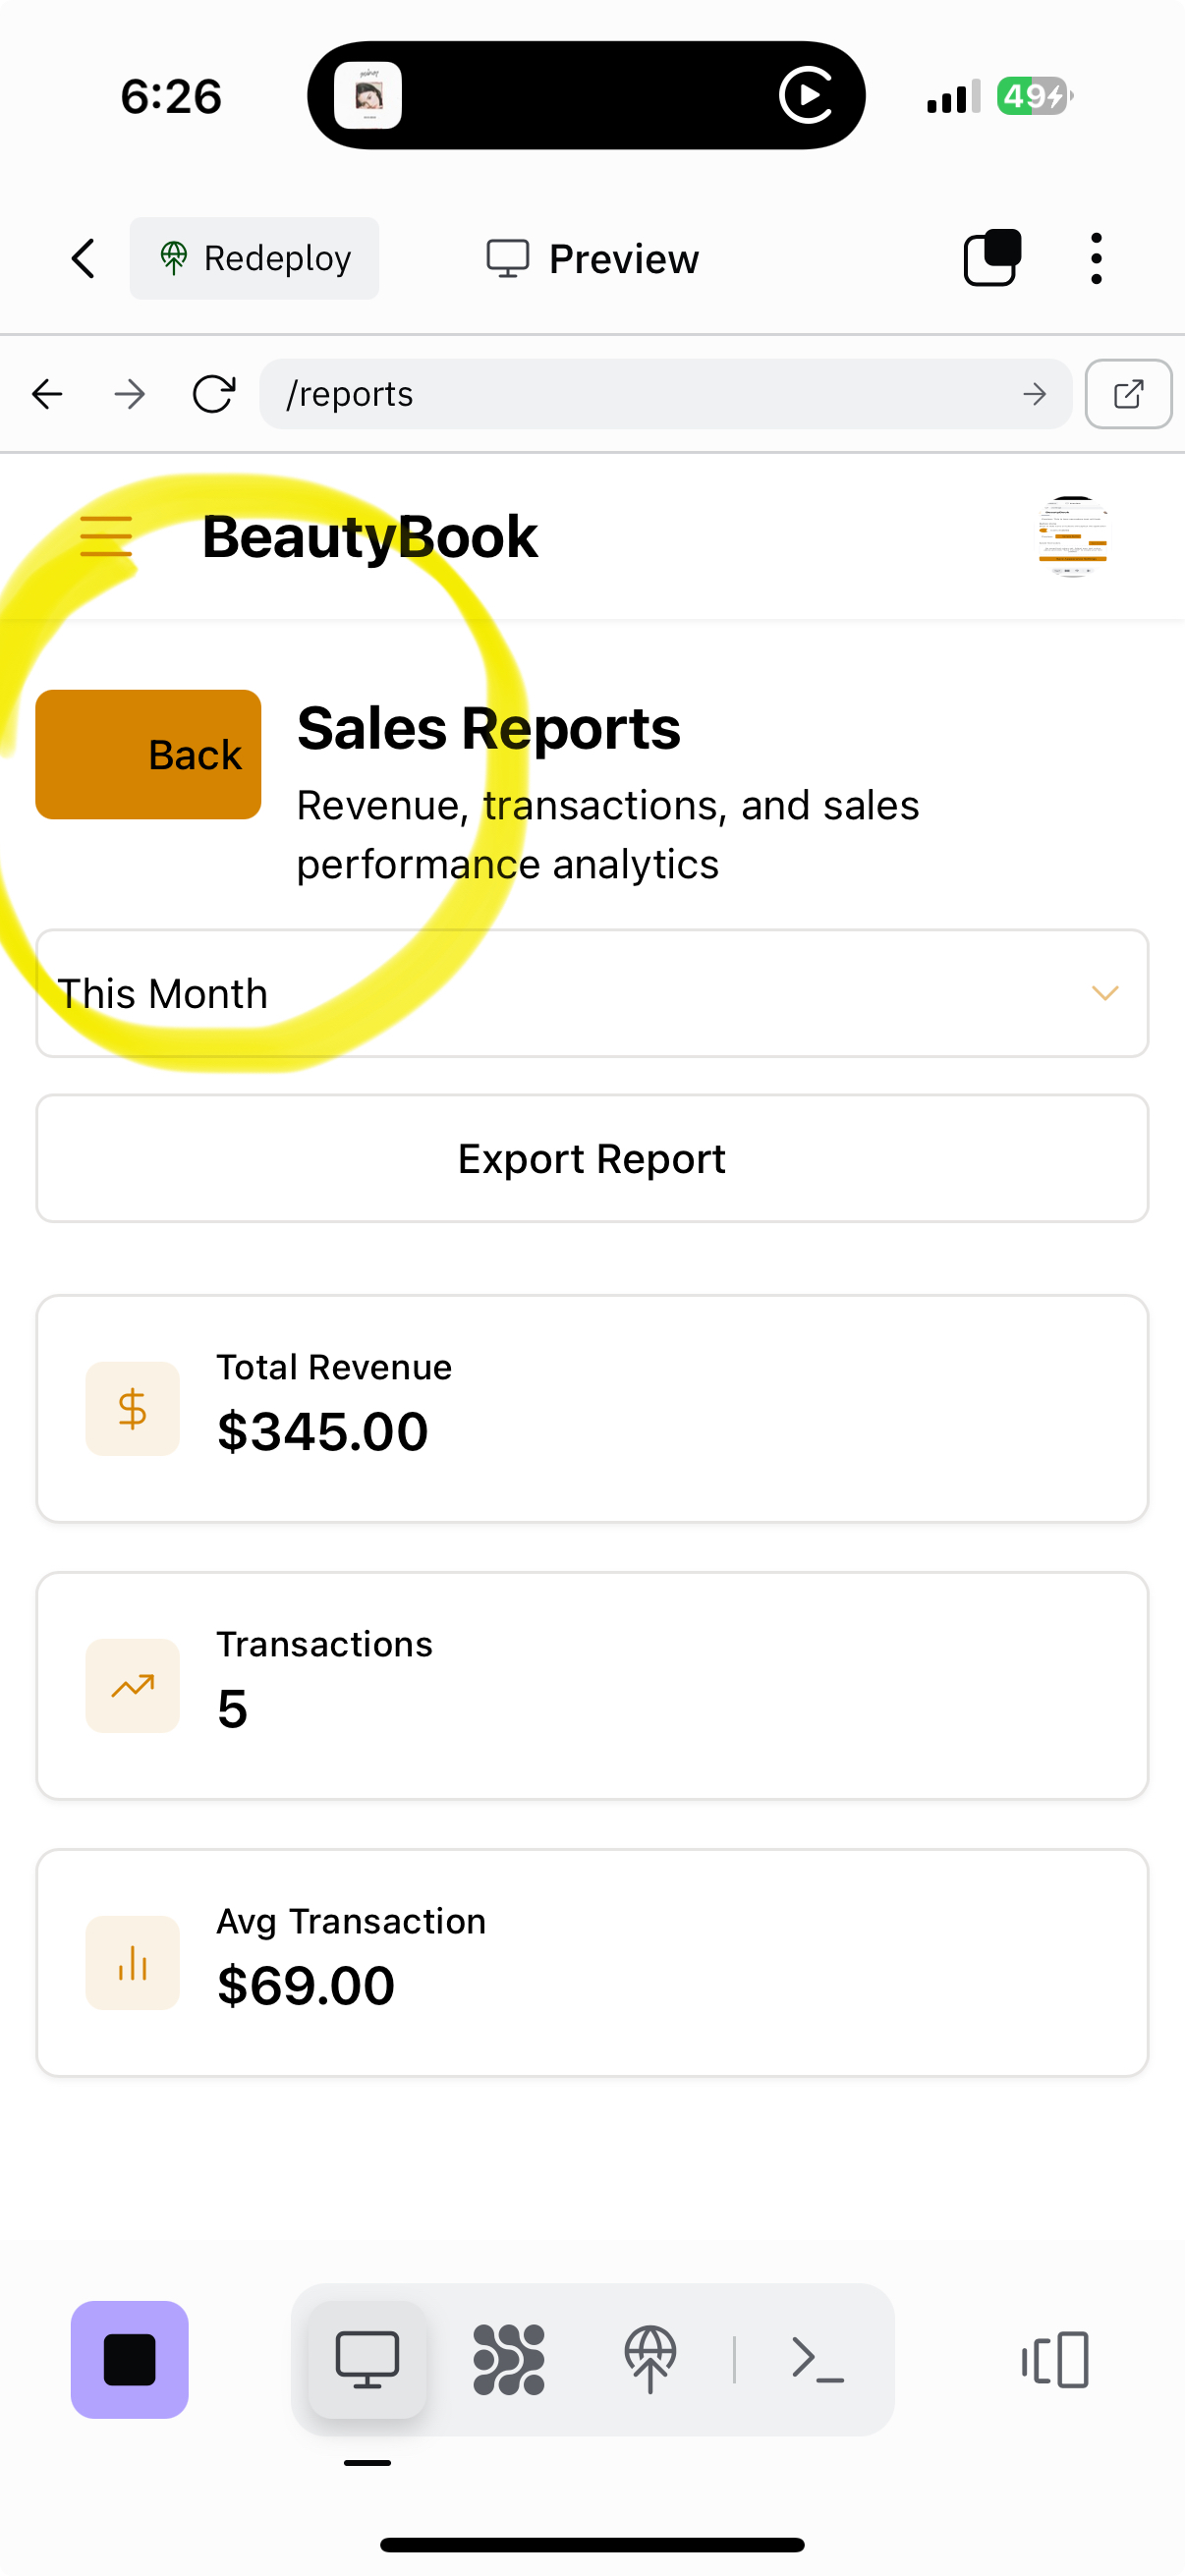 6:26
49
Redeploy
Preview
/reports
BeautyBook
Back
Sales Reports
Revenue, transactions, and sales
performance analytics
This Month
Export Report
Total Revenue
$345.00
Transactions
5
Avg Transaction
$69.00